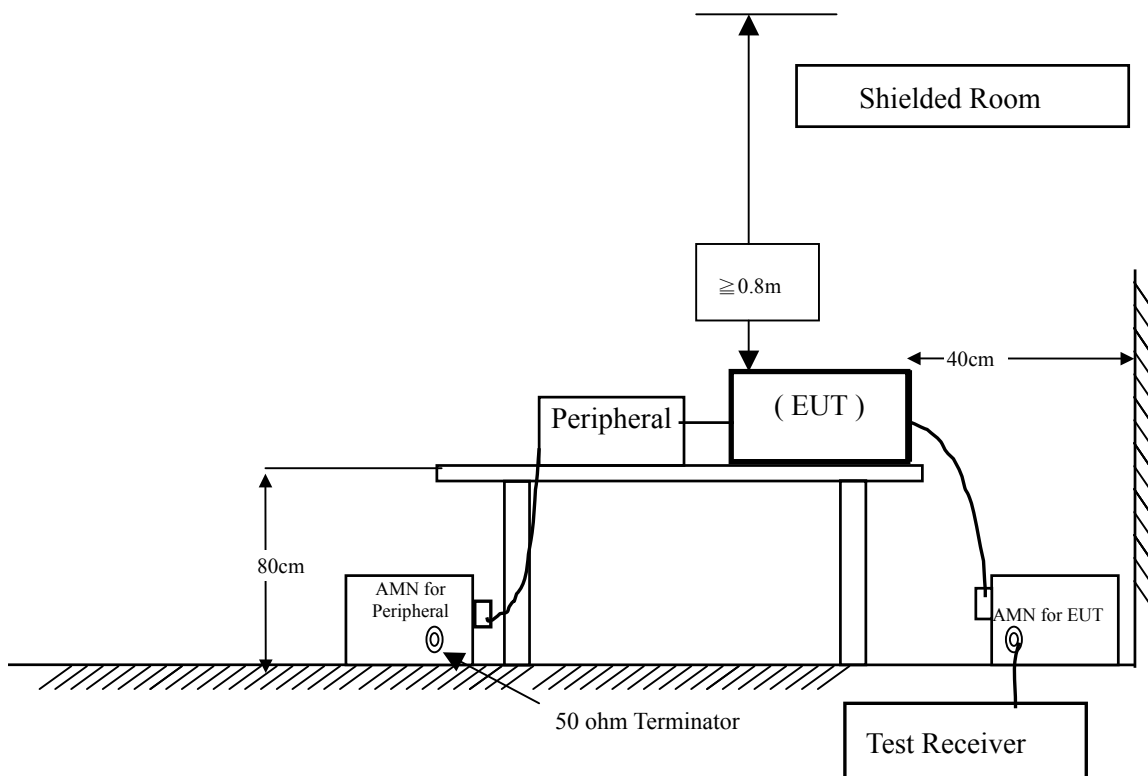 Shielded Room
≧0.8m
40cm
( EUT )
Peripheral
80cm
AMN for
Peripheral
AMN for EUT
50 ohm Terminator
Test Receiver